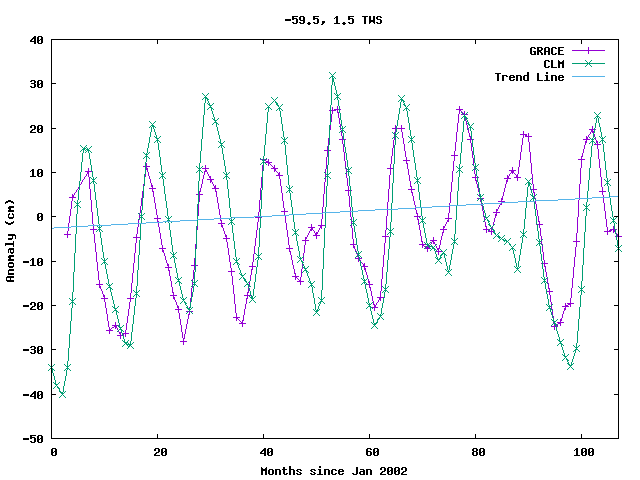 -59.5, 1.5 TWS
GRACE
CLM
Trend Line
40
30
20
10
0
-10
-20
-30
-40
-50
Anomaly (cm)
0 20 40 60 80 100
Months since Jan 2002